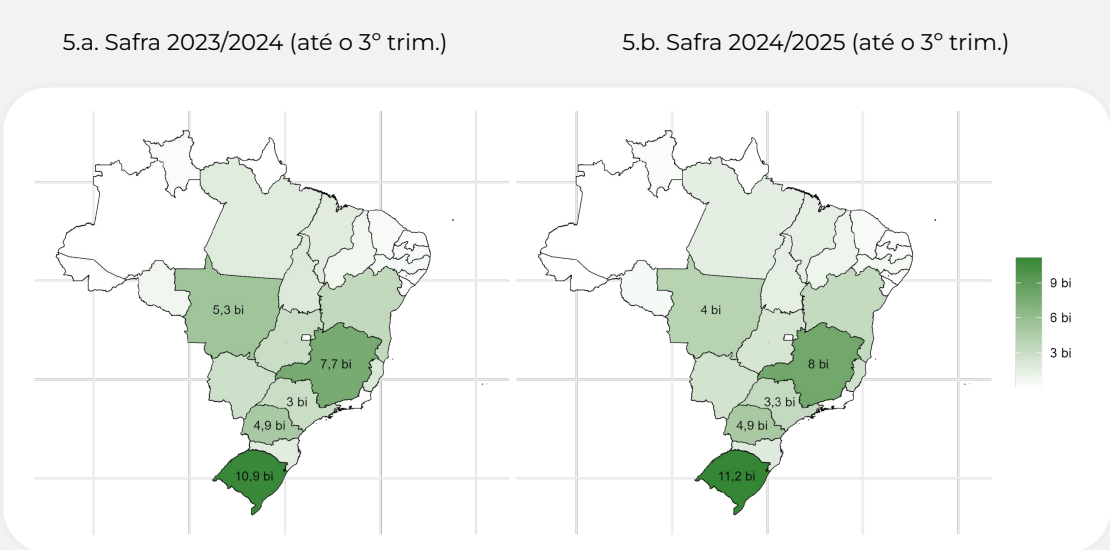 5.a. Safra 2023/2024 (até o 3º trim.)
5.b. Safra 2024/2025 (até o 3º trim.)
5,3 bi
7,7 bi
3 bi
4,9 bi
10,9 bi
4 bi
8 bi
3,3 bi
4,9 bi
11,2 bi
9 bi
6 bi
3 bi